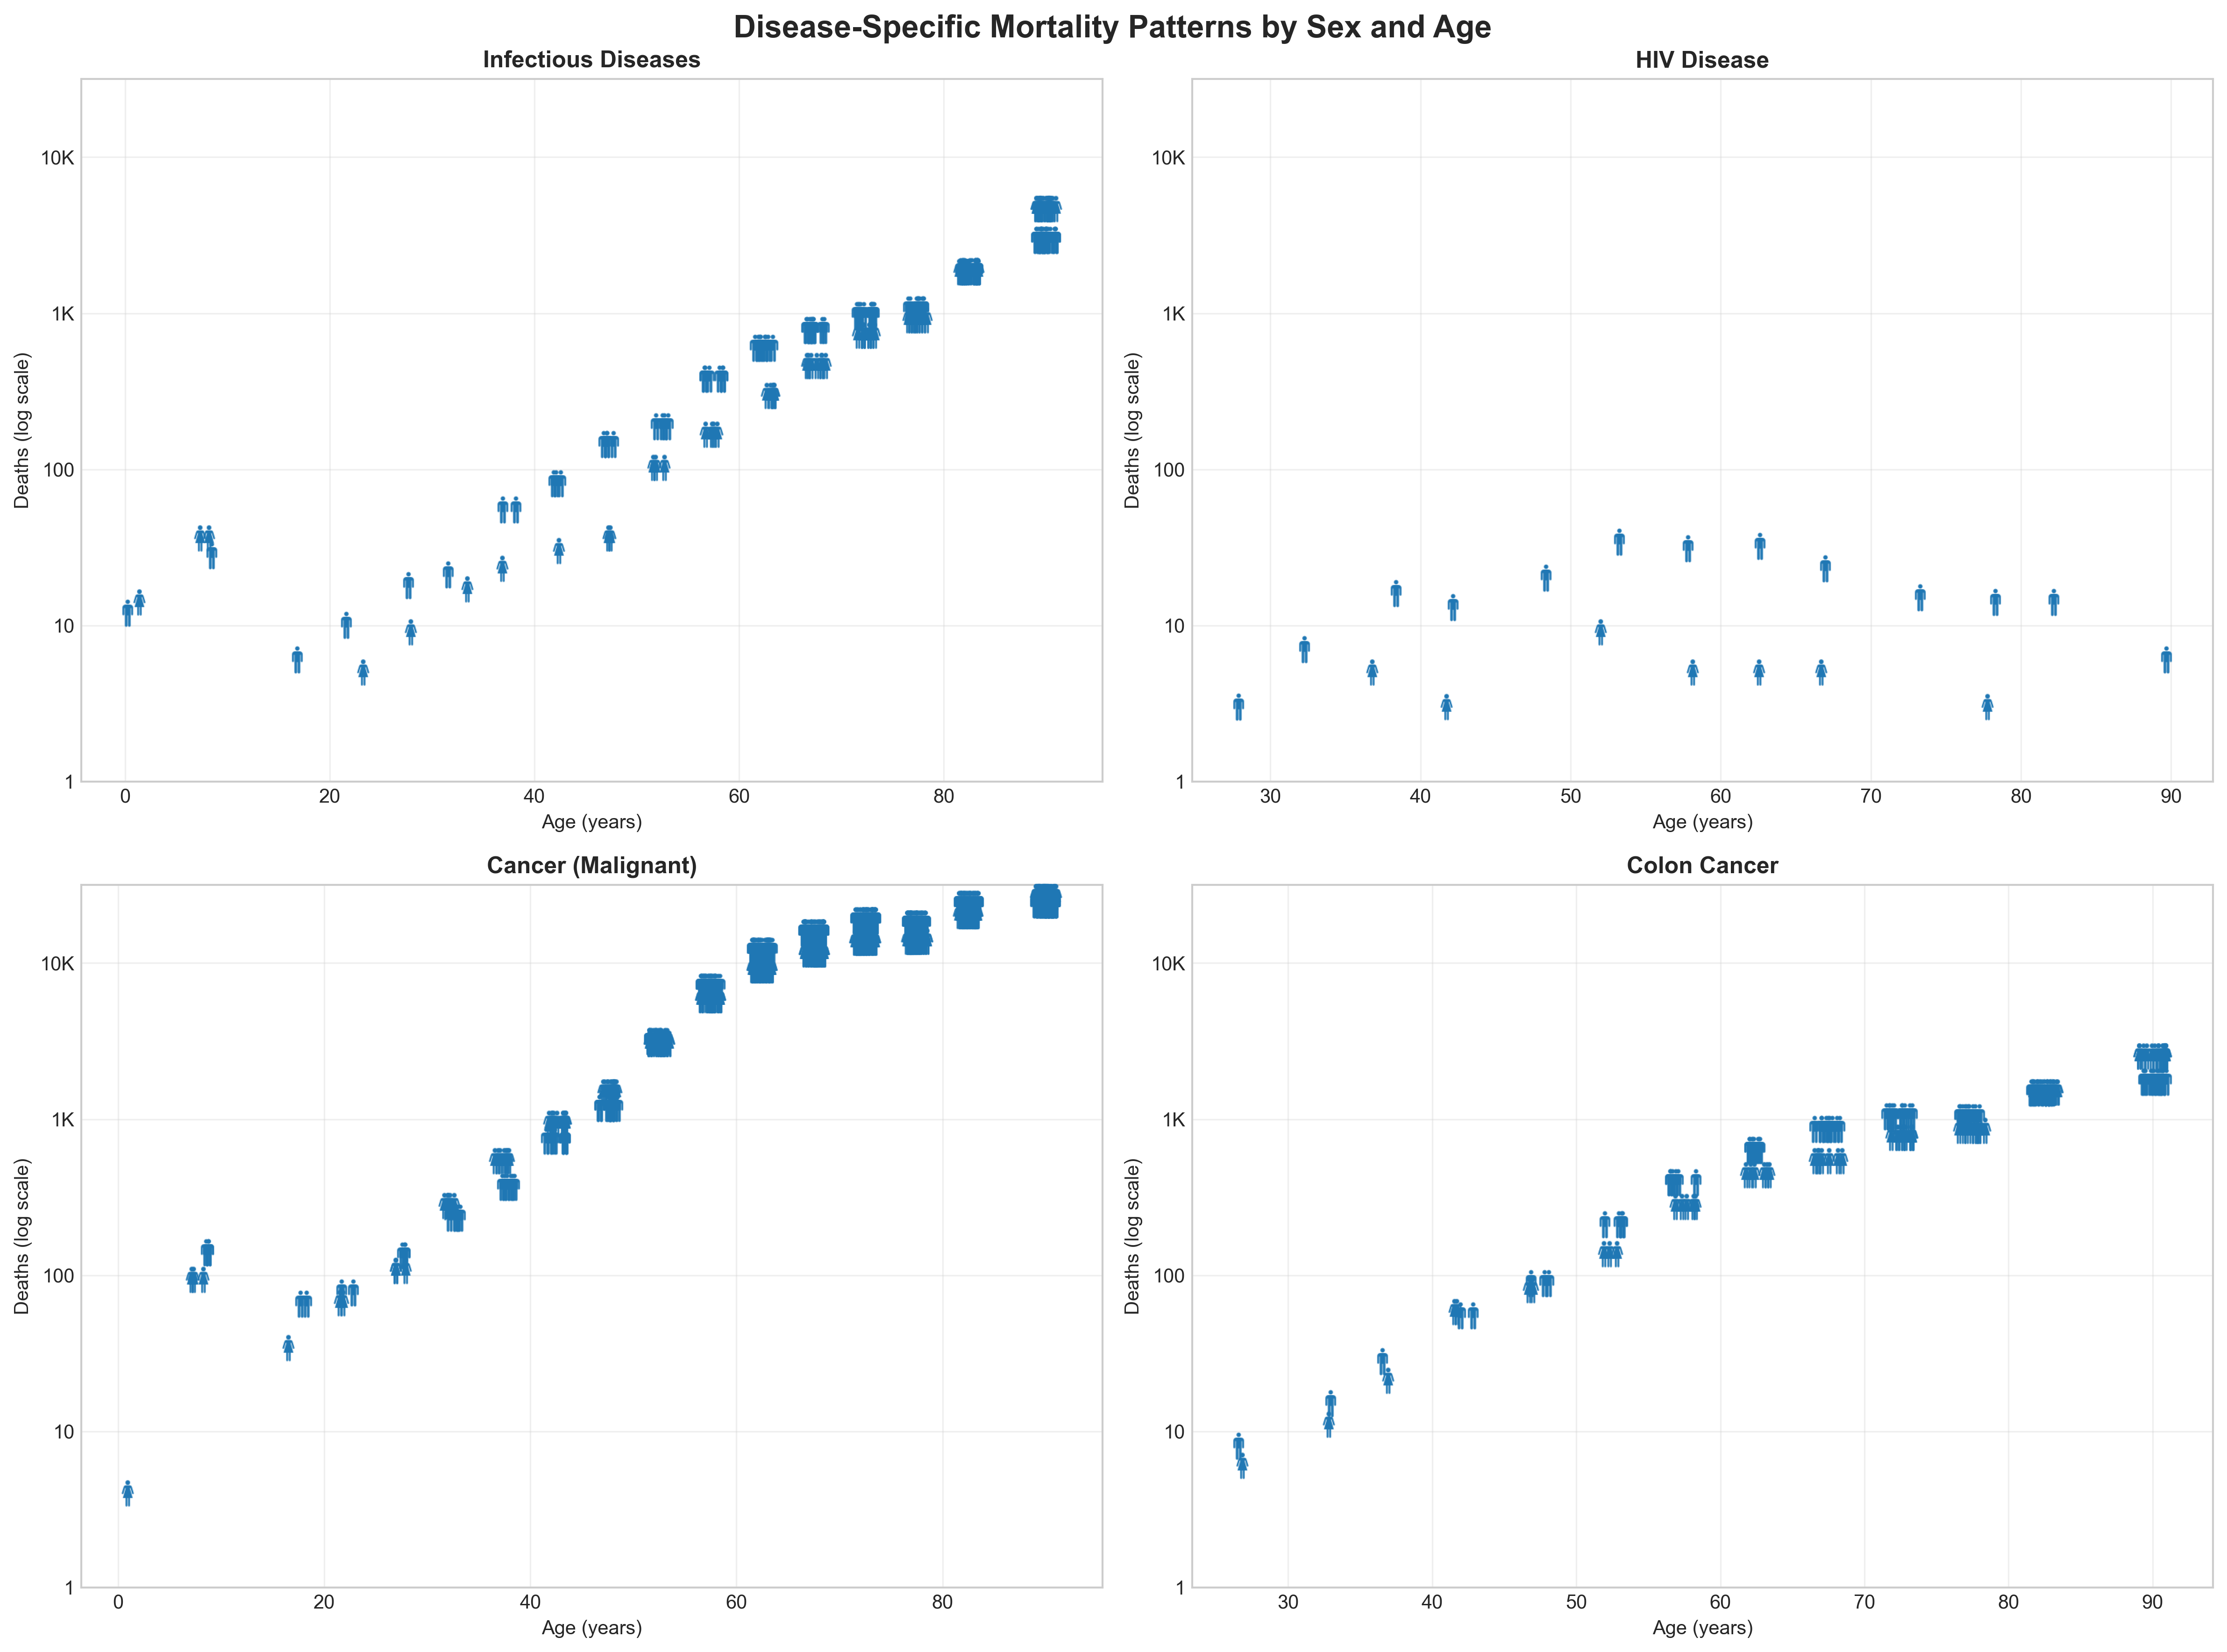 Disease-Specific Mortality Patterns by Sex and Age
Infectious Diseases
10K
1K
100
10
1
Deaths (log scale)
0 20 40 60 80
Age (years)
HIV Disease
10K
1K
100
10
1
Deaths (log scale)
30 40 50 60 70 80 90
Age (years)
Cancer (Malignant)
10K
1K
100
10
1
Deaths (log scale)
0 20 40 60 80
Age (years)
Colon Cancer
10K
1K
100
10
1
Deaths (log scale)
30 40 50 60 70 80 90
Age (years)